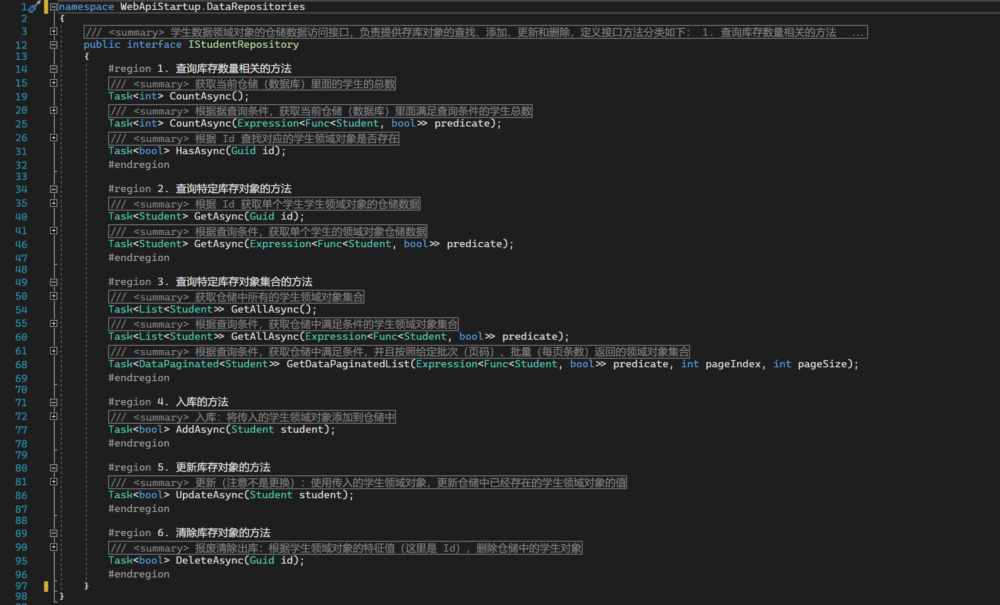 1 namespace WebApiStartup.DataRepositories
2 {
3 /// <summary> 学生数据领域对象的仓储数据访问接口，负责提供存库对象的查找、添加、更新和删除，定义接口方法分类如下： 1. 查询库存数量相关的方法 ...
12 public interface IStudentRepository
13 {
14 #region 1. 查询库存数量相关的方法
15 /// <summary> 获取当前仓储（数据库）里面的学生的总数
19 Task<int> CountAsync();
20 /// <summary> 根据据查询条件，获取当前仓储（数据库）里面满足查询条件的学生总数
25 Task<int> CountAsync(Expression<Func<Student, bool>> predicate);
26 /// <summary> 根据 Id 查找对应的学生领域对象是否存在
31 Task<bool> HasAsync(Guid id);
32 #endregion
33
34 #region 2. 查询特定库存对象的方法
35 /// <summary> 根据 Id 获取单个学生学生领域对象的仓储数据
40 Task<Student> GetAsync(Guid id);
41 /// <summary> 根据查询条件，获取单个学生的领域对象仓储数据
46 Task<Student> GetAsync(Expression<Func<Student, bool>> predicate);
47 #endregion
48
49 #region 3. 查询特定库存对象集合的方法
50 /// <summary> 获取仓储中所有的学生领域对象集合
54 Task<List<Student>> GetAllAsync();
55 /// <summary> 根据查询条件，获取仓储中满足条件的学生领域对象集合
60 Task<List<Student>> GetAllAsync(Expression<Func<Student, bool>> predicate);
61 /// <summary> 根据查询条件，获取仓储中满足条件，并且按照给定批次（页码）、批量（每页条数）返回的领域对象集合
68 Task<DataPaginated<Student>> GetDataPaginatedList(Expression<Func<Student, bool>> predicate, int pageIndex, int pageSize);
69 #endregion
70
71 #region 4. 入库的方法
72 /// <summary> 入库：将传入的学生领域对象添加到仓储中
77 Task<bool> AddAsync(Student student);
78 #endregion
79
80 #region 5. 更新库存对象的方法
81 /// <summary> 更新（注意不是更换）：使用传入的学生领域对象，更新仓储中已经存在的学生领域对象的值
86 Task<bool> UpdateAsync(Student student);
87 #endregion
88
89 #region 6. 清除库存对象的方法
90 /// <summary> 报废清除出库：根据学生领域对象的特征值（这里是 Id），删除仓储中的学生对象
95 Task<bool> DeleteAsync(Guid id);
96 #endregion
97 }
98 }